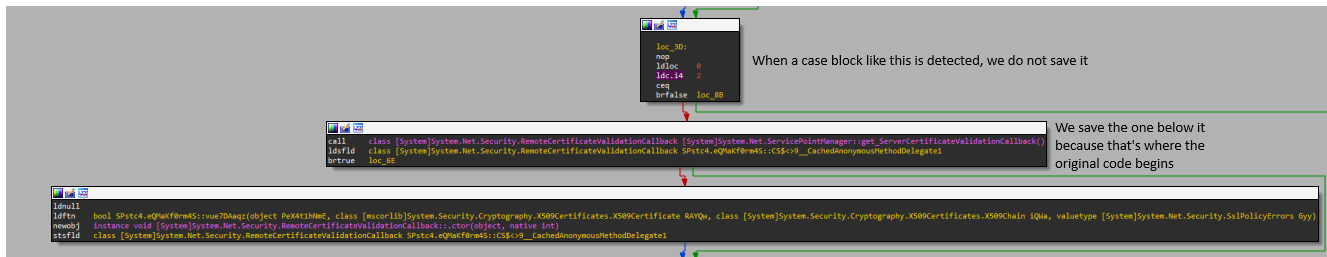 loc_3D:
nop
ldloc 0
ldc.i4 2
ceq
brfalse loc_8B
When a case block like this is detected, we do not save it
call class [System]System.Net.Security.RemoteCertificateValidationCallback [System]System.Net.ServicePointManager::get_ServerCertificateValidationCallback()
ldsfld class [System]System.Net.Security.RemoteCertificateValidationCallback SPstc4.eQMaKf0rm4S::CS$<>9__CachedAnonymousMethodDelegate1
brtrue loc_6E
We save the one below it
because that's where the
original code begins
ldnull
ldftn bool SPstc4.eQMaKf0rm4S::vue7DAaqz(object PeX4t1hNmE, class [mscorlib]System.Security.Cryptography.X509Certificates.X509Certificate RAYQw, class [System]System.Security.Cryptography.X509Certificates.X509Chain iQWa, valuetype [System]System.Net.Security.SslPolicyErrors Gyy)
newobj instance void [System]System.Net.Security.RemoteCertificateValidationCallback::.ctor(object, native int)
stsfld class [System]System.Net.Security.RemoteCertificateValidationCallback SPstc4.eQMaKf0rm4S::CS$<>9__CachedAnonymousMethodDelegate1